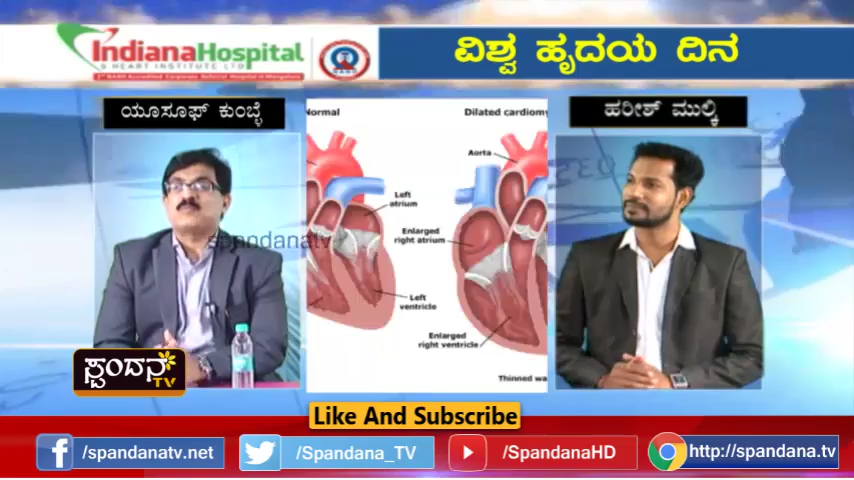 IndianaHospital
& HEART INSTITUTE LTD
ವಿಶ್ವ ಹೃದಯ ದಿನ
ಯೂಸೂಫ್ ಕುಂಬ್ಳೆ
ಹರೀಶ್ ಮುಲ್ಕಿ
Normal
Dilated cardiomy
Aorta
Left
atrium
Enlarged
right atrium
Left
ventricle
Enlarged
right ventricle
Thinned wa
spandanatv
ಸ್ಪಂದನ
TV
Like And Subscribe
/spandanatv.net
/Spandana_TV
/SpandanaHD
http://spandana.tv